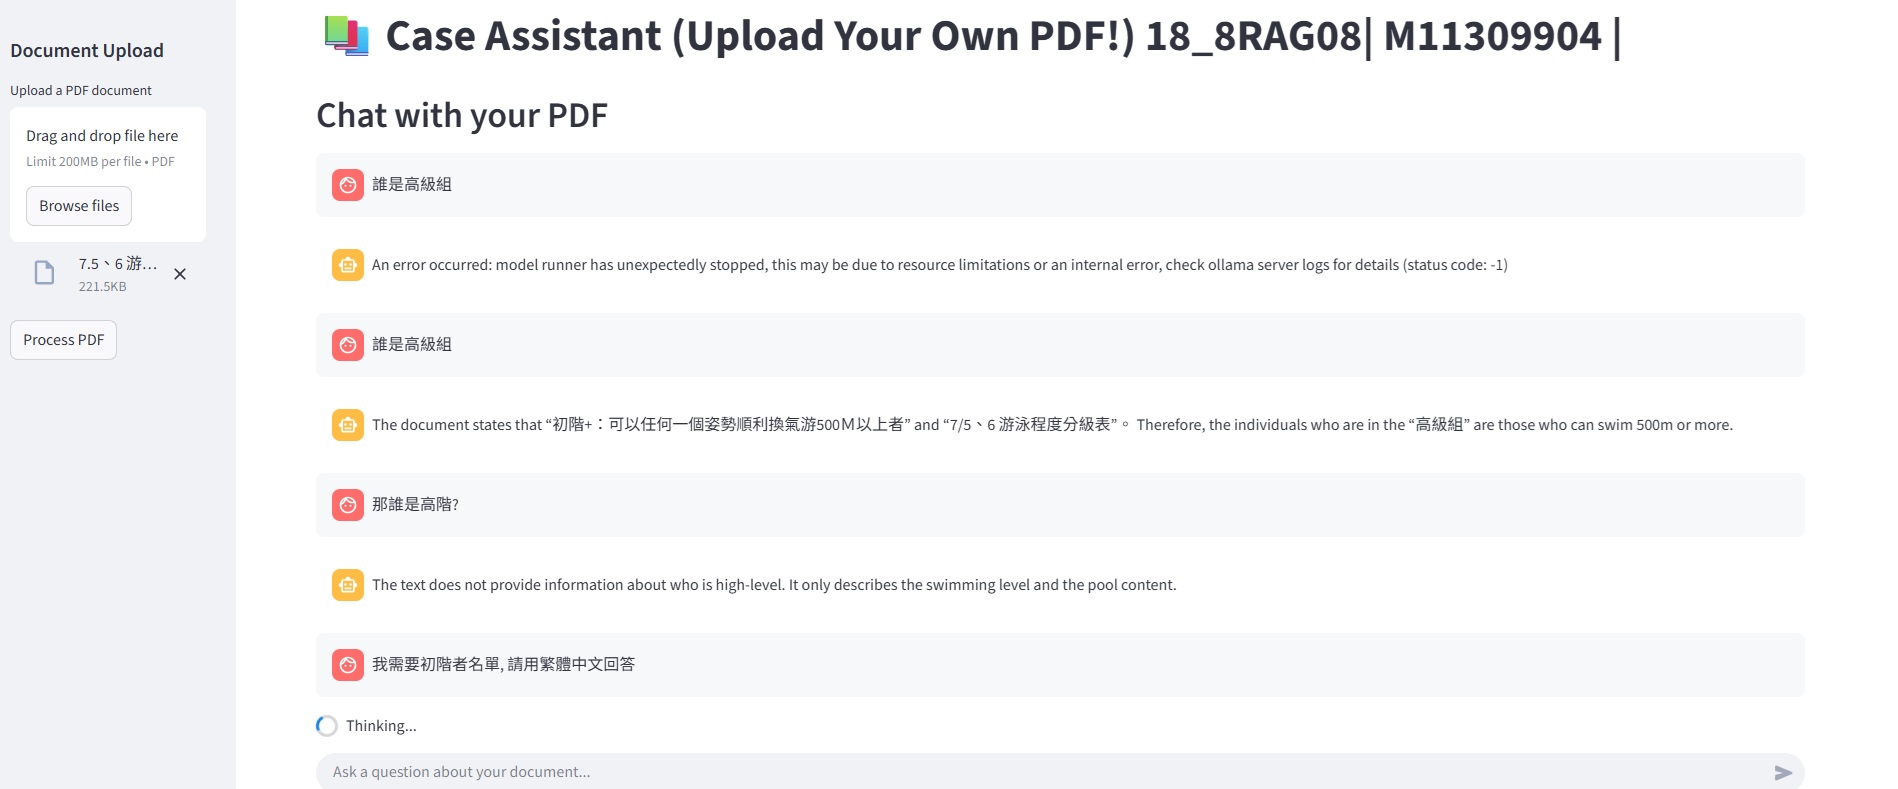 Document Upload
Upload a PDF document
Drag and drop file here
Limit 200MB per file • PDF
Browse files
7.5、6 游...
221.5KB
Process PDF
Case Assistant (Upload Your Own PDF!) 18_8RAG08| M11309904 |
Chat with your PDF
誰是高級組
An error occurred: model runner has unexpectedly stopped, this may be due to resource limitations or an internal error, check ollama server logs for details (status code: -1)
誰是高級組
The document states that “初階+：可以任何一個姿勢順利換氣游500Ｍ以上者” and “7/5、6 游泳程度分級表”。 Therefore, the individuals who are in the “高級組” are those who can swim 500m or more.
那誰是高階?
The text does not provide information about who is high-level. It only describes the swimming level and the pool content.
我需要初階者名單, 請用繁體中文回答
Thinking...
Ask a question about your document...